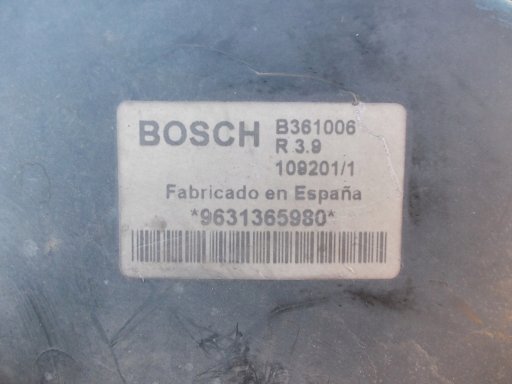 BOSCH B361006
R 3.9
109201/1
Fabricado en España
*9631365980*